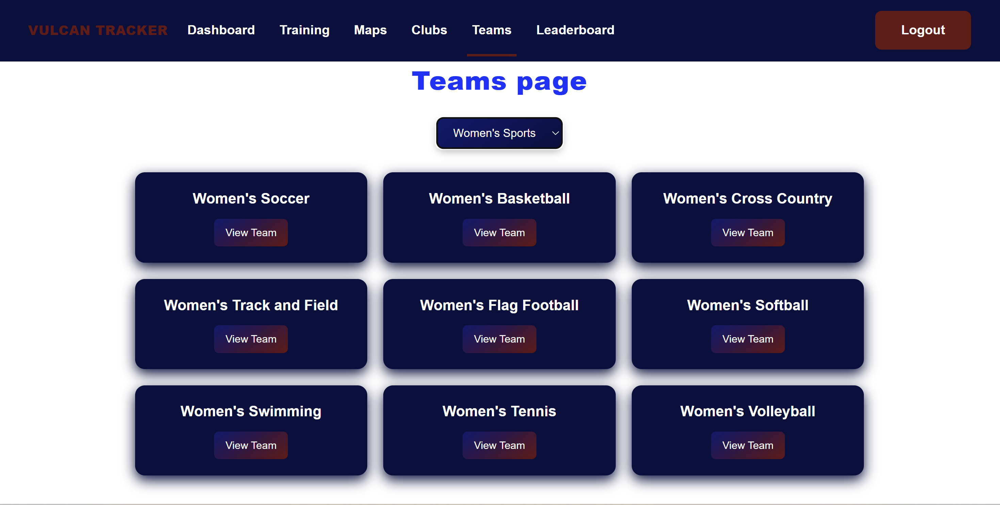 VULCAN TRACKER Dashboard Training Maps Clubs Teams Leaderboard Logout
Teams page
Women's Sports
Women's Soccer Women's Basketball Women's Cross Country
View Team View Team View Team
Women's Track and Field Women's Flag Football Women's Softball
View Team View Team View Team
Women's Swimming Women's Tennis Women's Volleyball
View Team View Team View Team